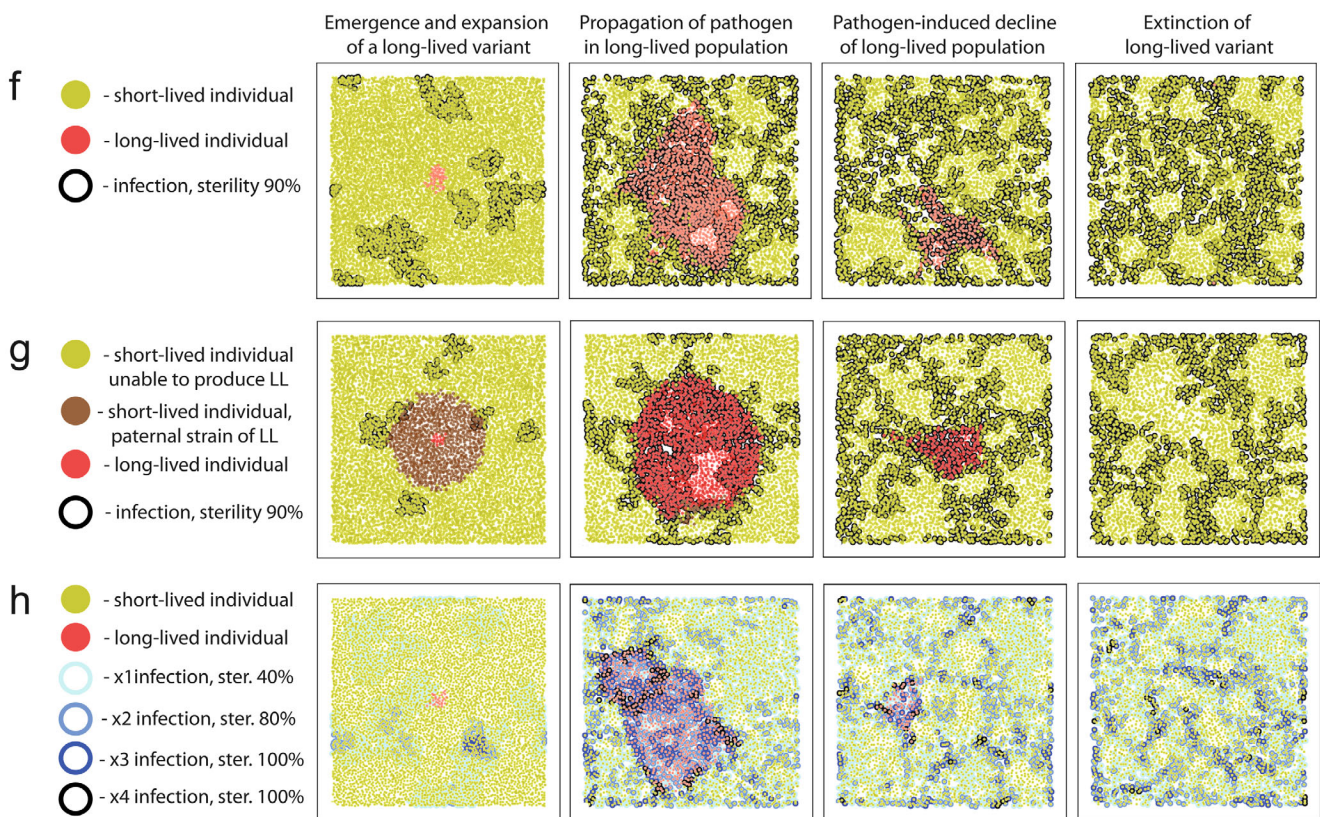 Emergence and expansion
of a long-lived variant
Propagation of pathogen
in long-lived population
Pathogen-induced decline
of long-lived population
Extinction of
long-lived variant
f
- short-lived individual
- long-lived individual
- infection, sterility 90%
g
- short-lived individual
unable to produce LL
- short-lived individual,
paternal strain of LL
- long-lived individual
- infection, sterility 90%
h
- short-lived individual
- long-lived individual
- x1infection, ster. 40%
- x2 infection, ster. 80%
- x3 infection, ster. 100%
- x4 infection, ster. 100%